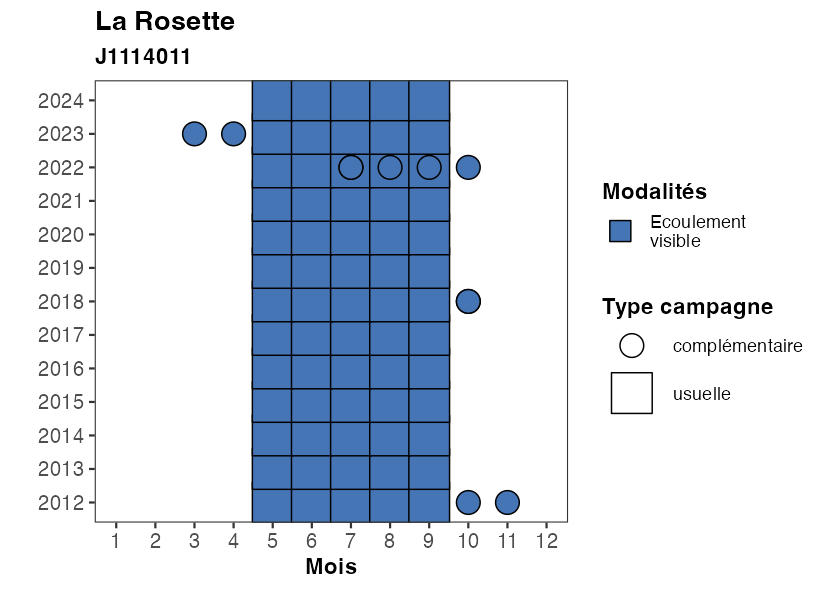 La Rosette
J1114011
2024
2023
2022
2021
2020
2019
2018
2017
2016
2015
2014
2013
2012
1 2 3 4 5 6 7 8 9 10 11 12
Mois
Modalités
Ecoulement
visible
Type campagne
complémentaire
usuelle